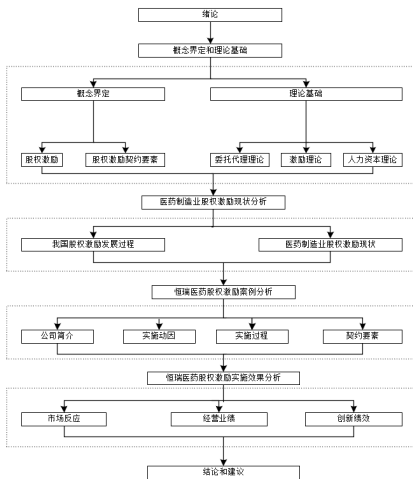 绪论
概念界定和理论基础
概念界定
理论基础
股权激励
股权激励契约要素
委托代理理论
激励理论
人力资本理论
医药制造业股权激励现状分析
我国股权激励发展过程
医药制造业股权激励现状
恒瑞医药股权激励案例分析
公司简介
实施动因
实施过程
契约要素
恒瑞医药股权激励实施效果分析
市场反应
经营业绩
创新绩效
结论和建议